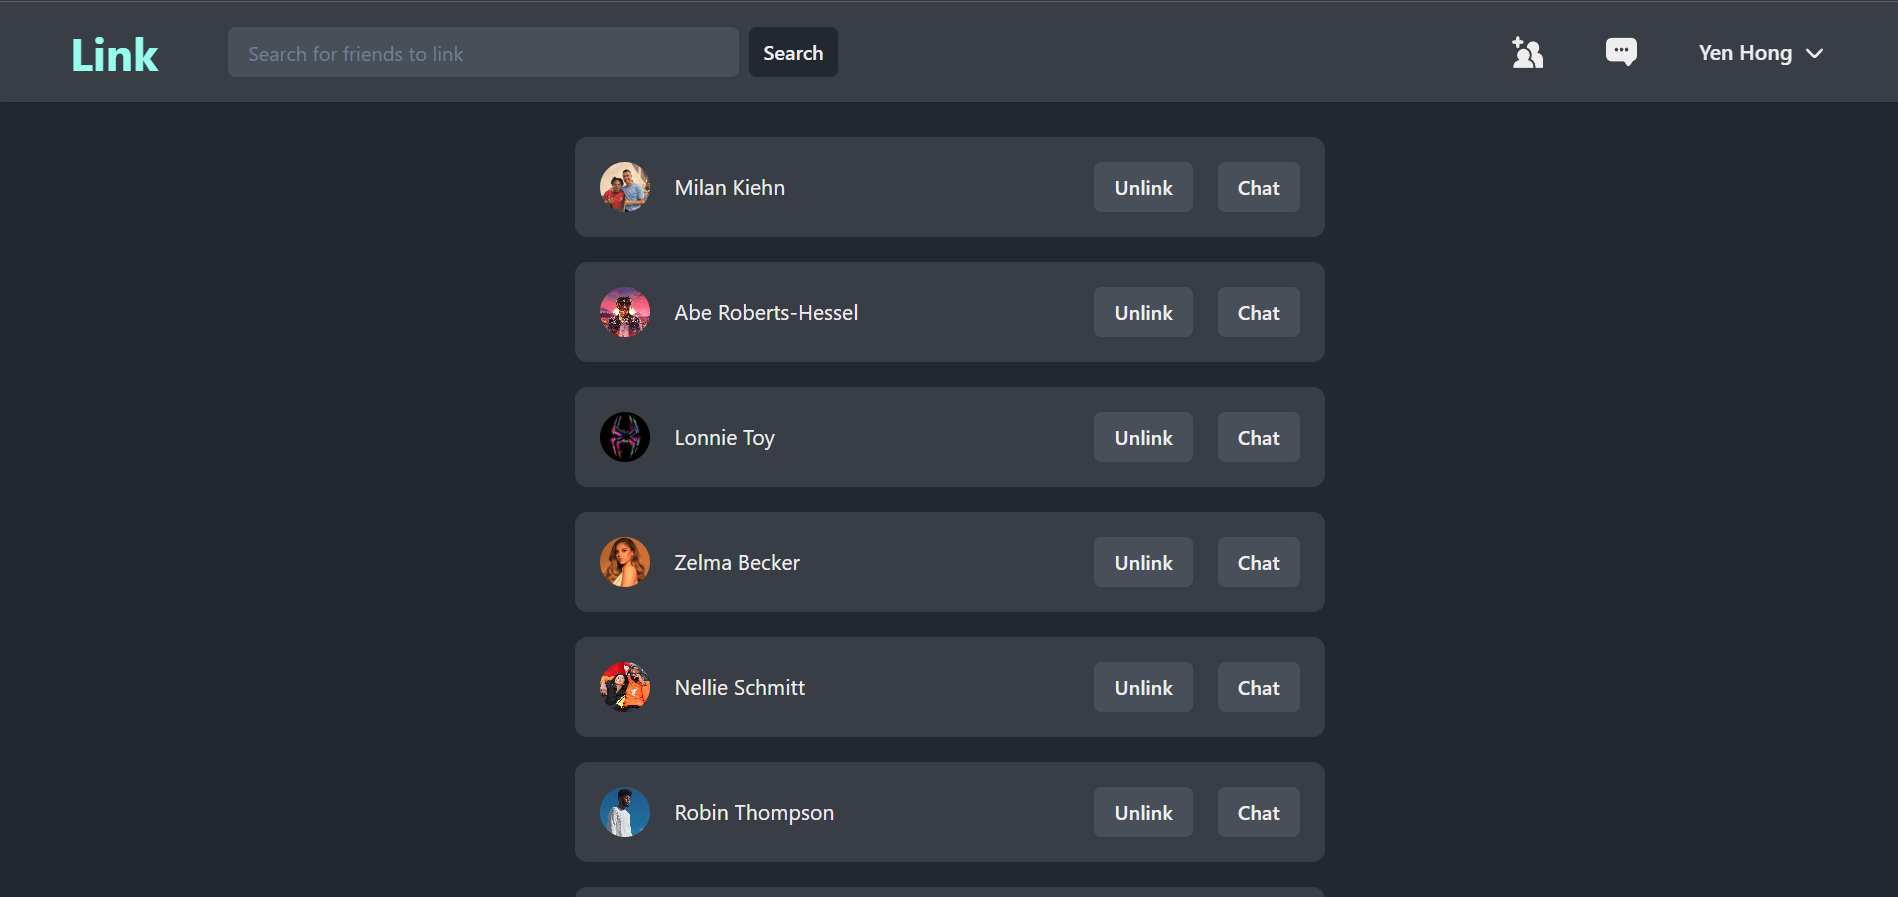 Link
Search for friends to link
Search
Yen Hong
Milan Kiehn
Unlink
Chat
Abe Roberts-Hessel
Unlink
Chat
Lonnie Toy
Unlink
Chat
Zelma Becker
Unlink
Chat
Nellie Schmitt
Unlink
Chat
Robin Thompson
Unlink
Chat